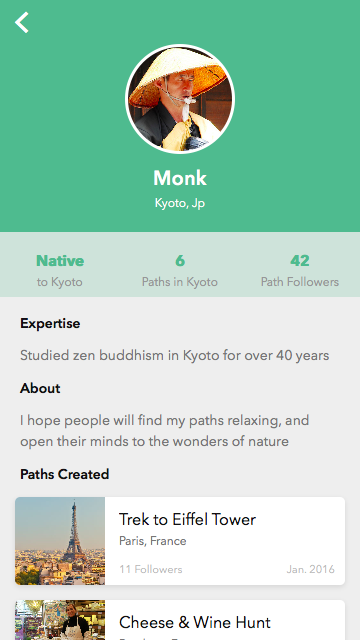 Monk
Kyoto, Jp
Native 6 42
to Kyoto Paths in Kyoto Path Followers
Expertise
Studied zen buddhism in Kyoto for over 40 years
About
I hope people will find my paths relaxing, and
open their minds to the wonders of nature
Paths Created
Trek to Eiffel Tower
Paris, France
11 Followers Jan. 2016
Cheese & Wine Hunt